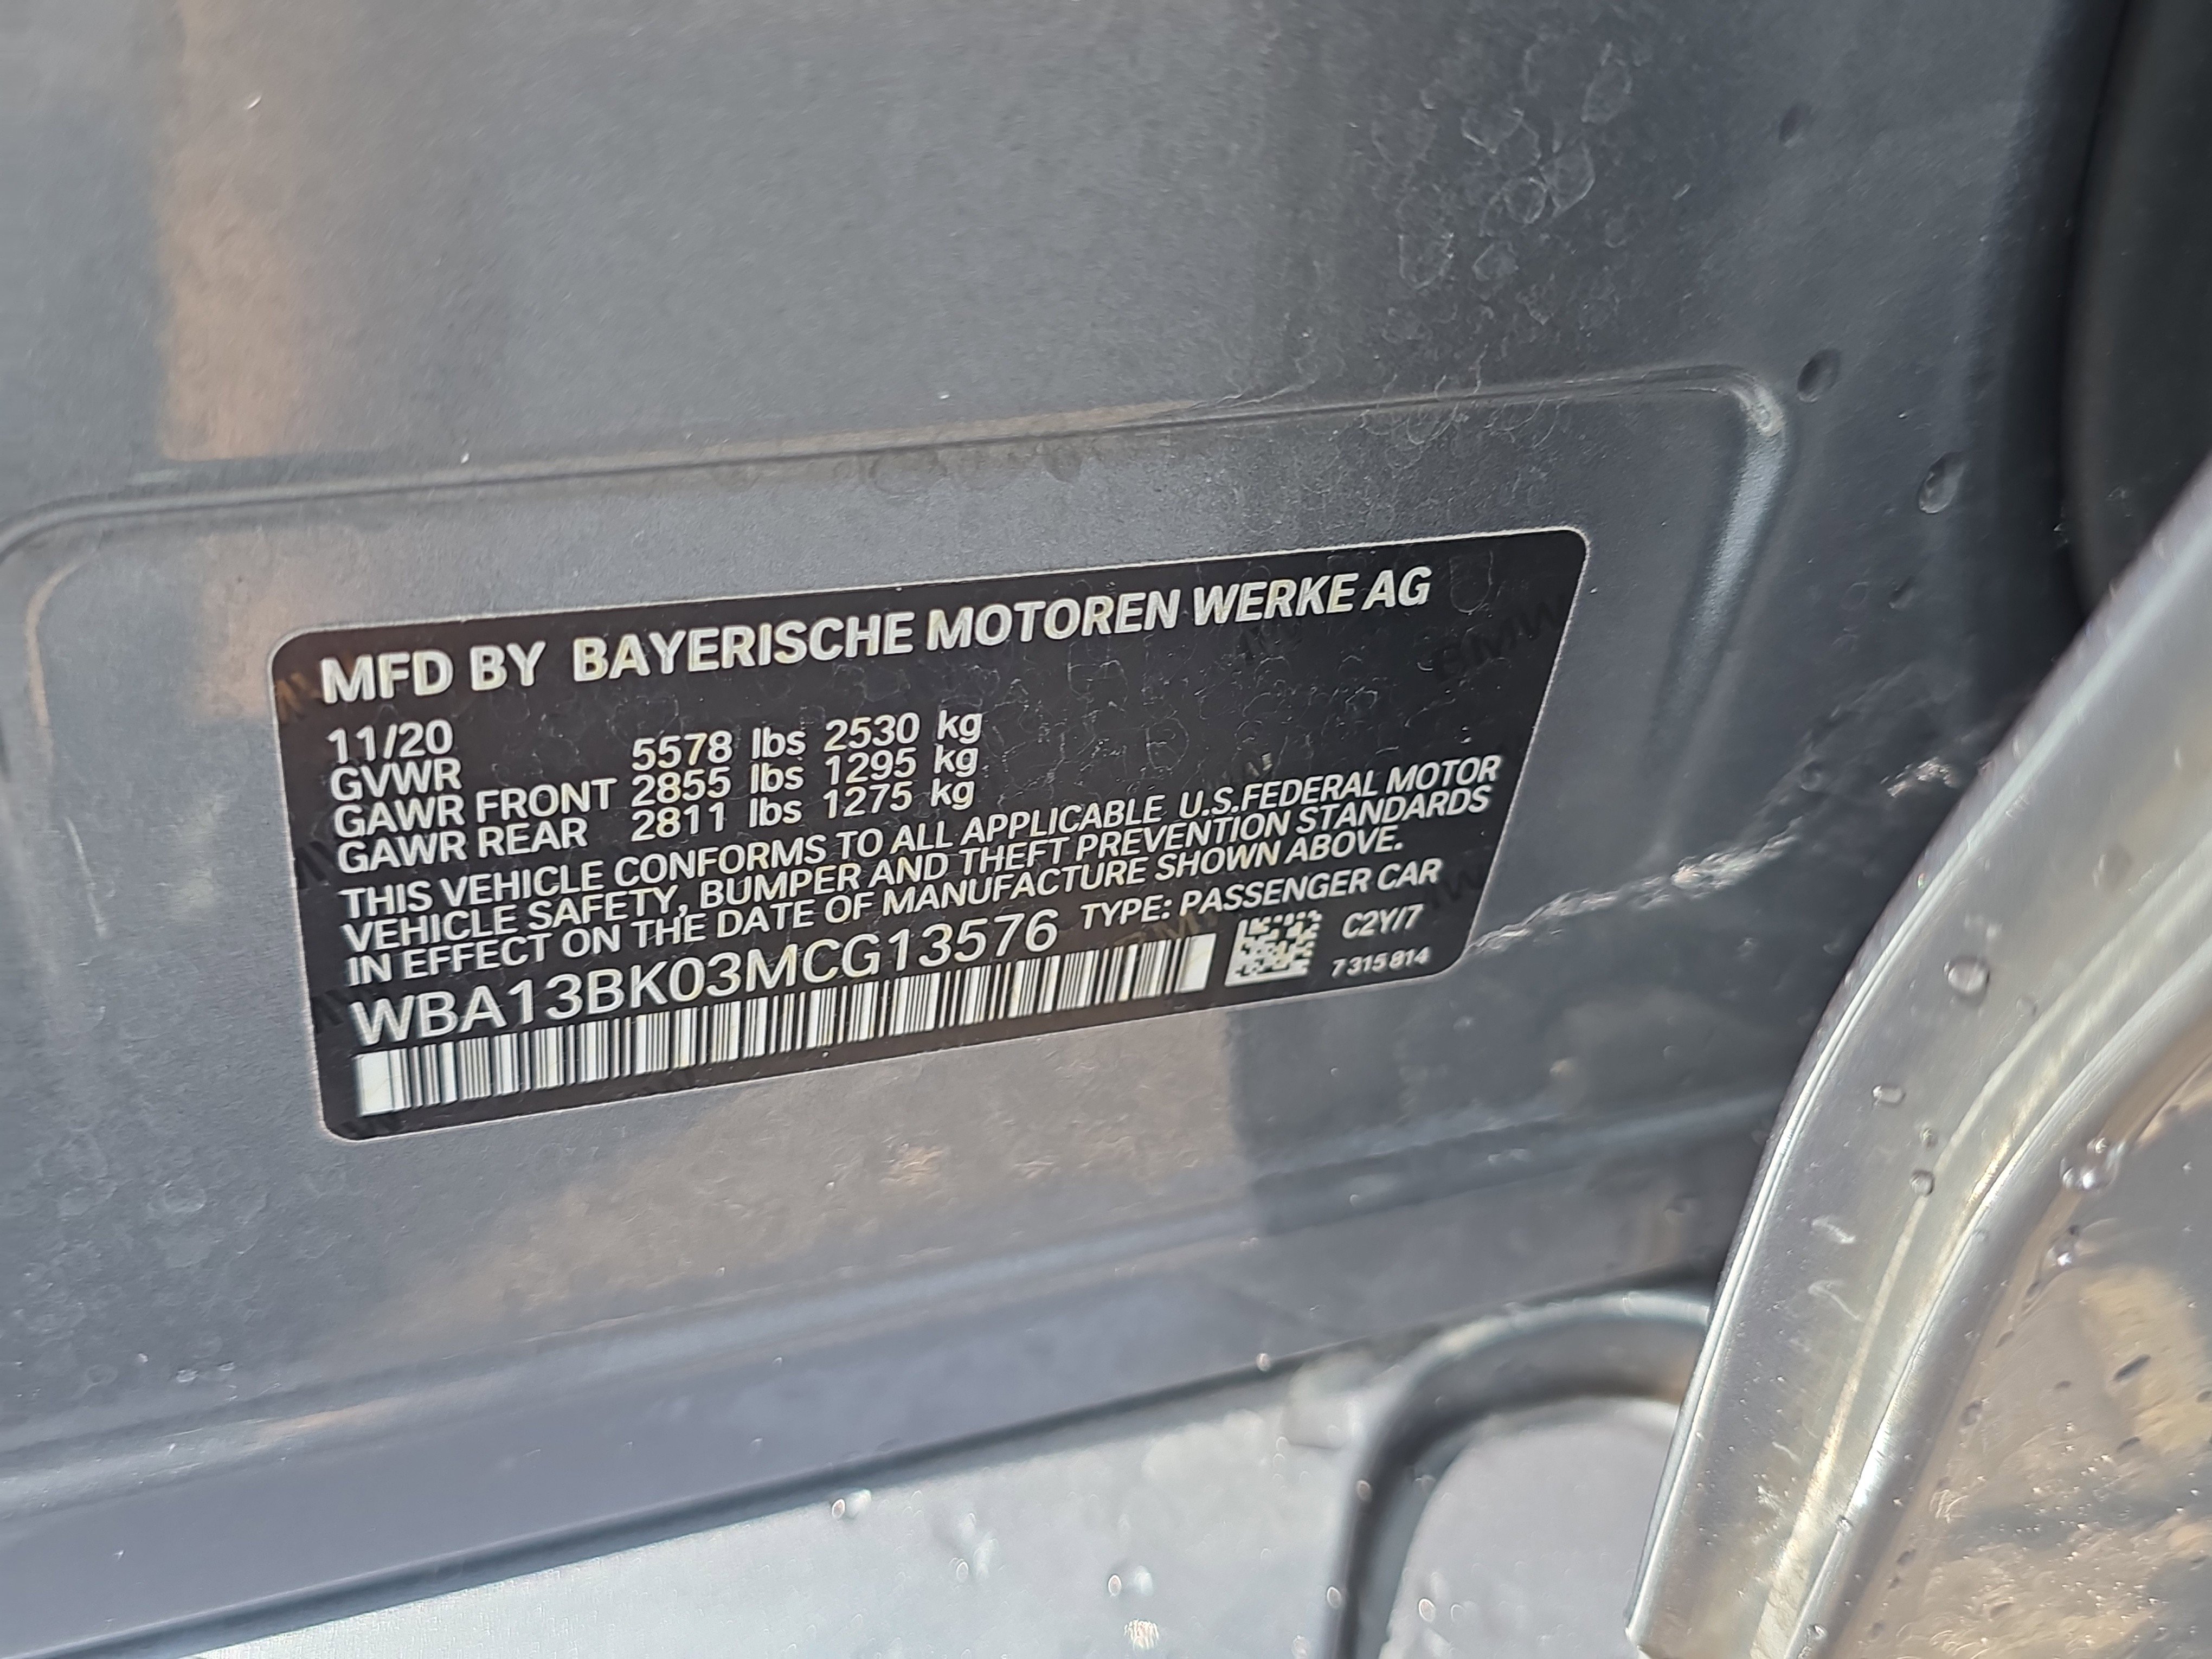 MFD BY BAYERISCHE MOTOREN WERKE AG
11/20
GVWR 5578 lbs 2530 kg
GAWR FRONT 2855 lbs 1295 kg
GAWR REAR 2811 lbs 1275 kg
THIS VEHICLE CONFORMS TO ALL APPLICABLE U.S.FEDERAL MOTOR
VEHICLE SAFETY, BUMPER AND THEFT PREVENTION STANDARDS
IN EFFECT ON THE DATE OF MANUFACTURE SHOWN ABOVE.
WBA13BK03MCG13576 TYPE: PASSENGER CAR
C2Y/7
7 315 814
BMW